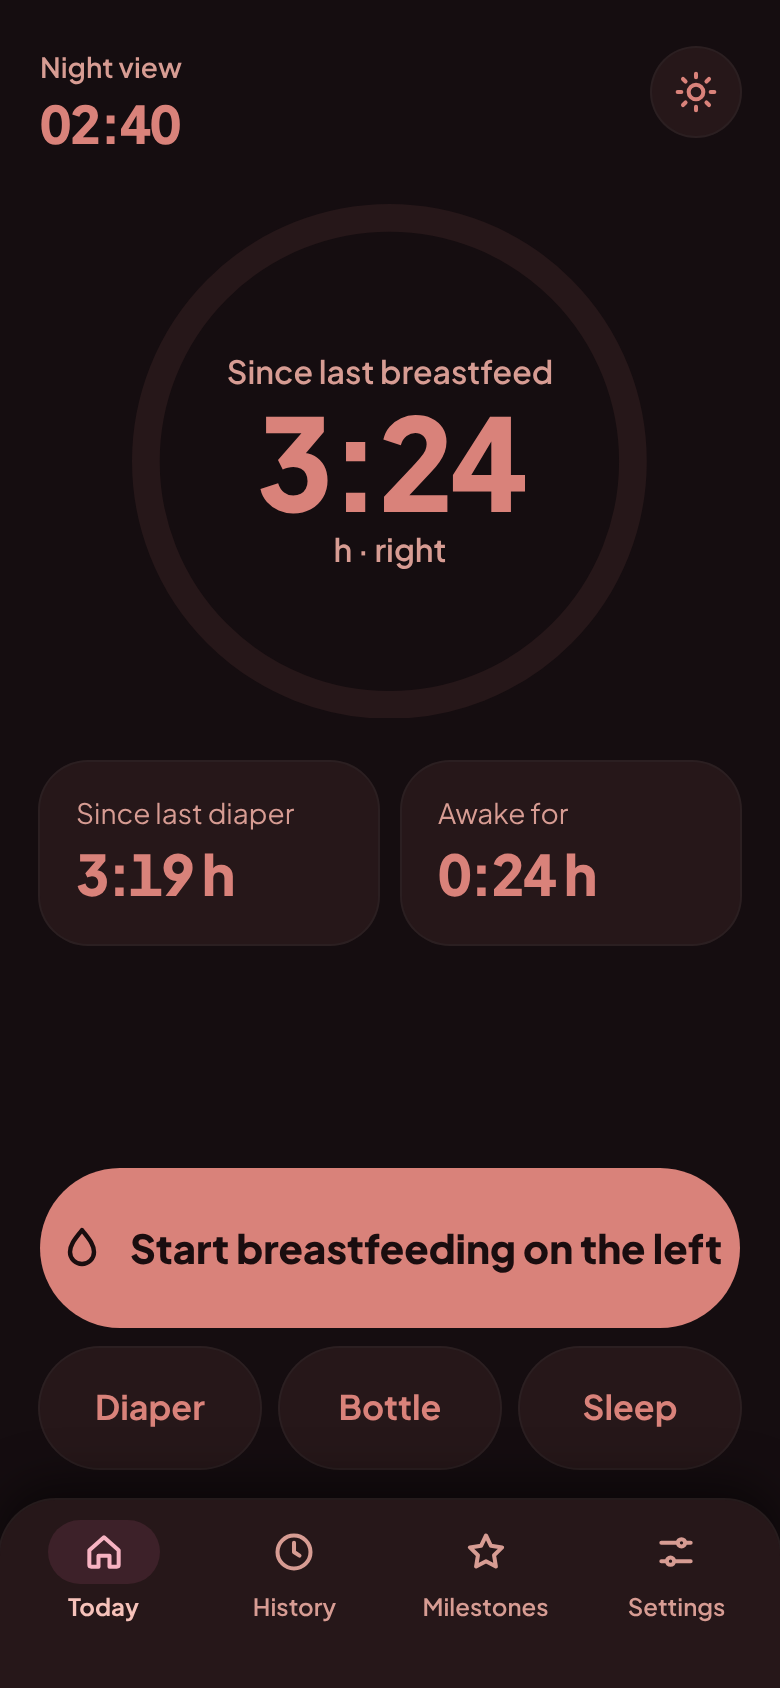 Night view
02:40
Since last breastfeed
3:24
h · right
Since last diaper
3:19 h
Awake for
0:24 h
Start breastfeeding on the left
Diaper
Bottle
Sleep
Today
History
Milestones
Settings